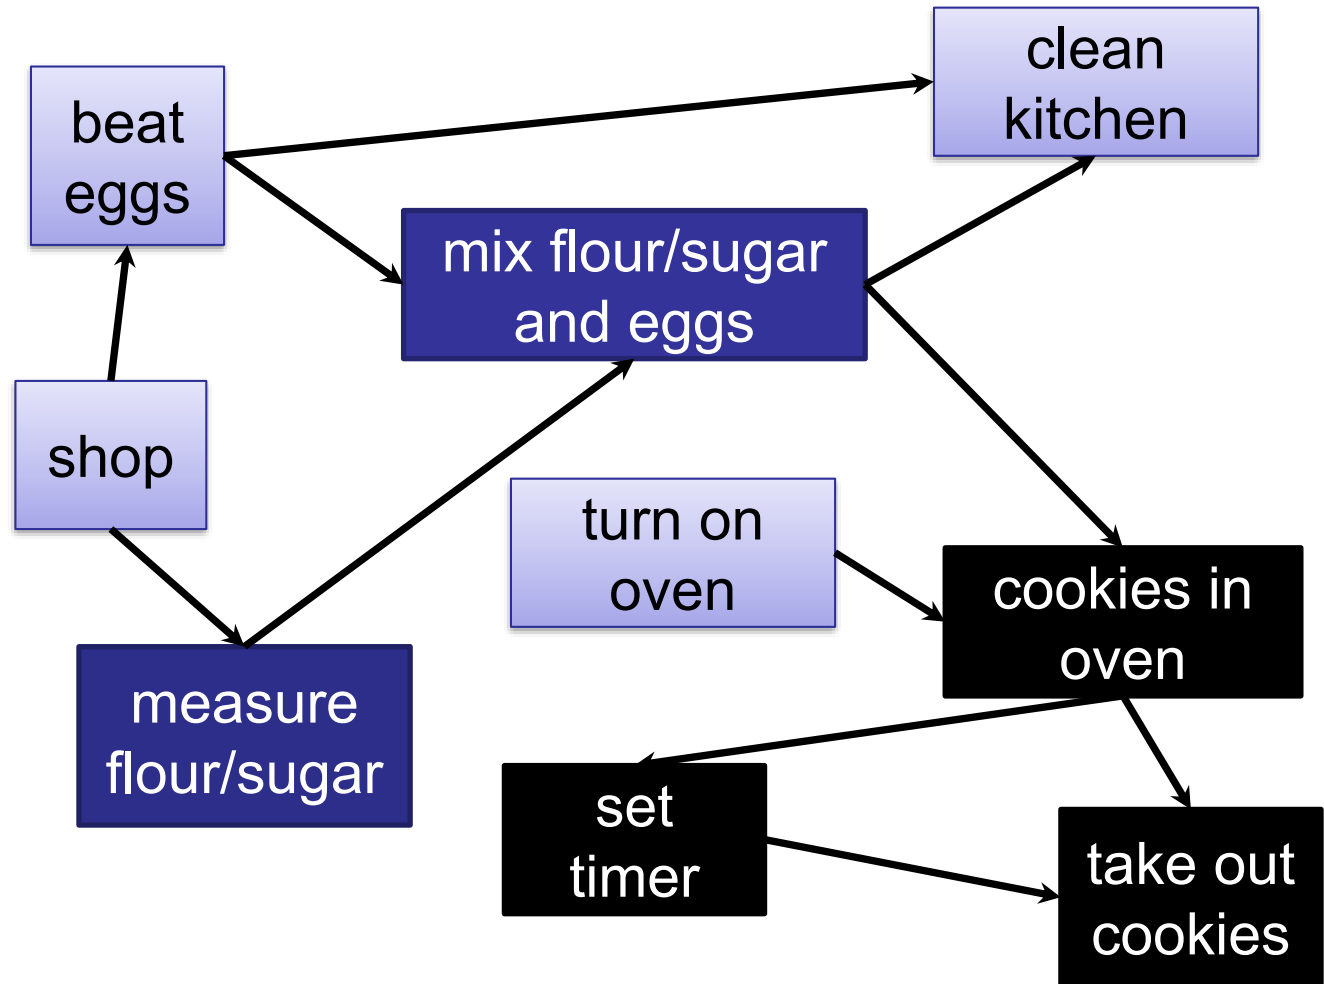 beat
eggs
clean
kitchen
mix flour/sugar
and eggs
shop
turn on
oven
cookies in
oven
measure
flour/sugar
set
timer
take out
cookies